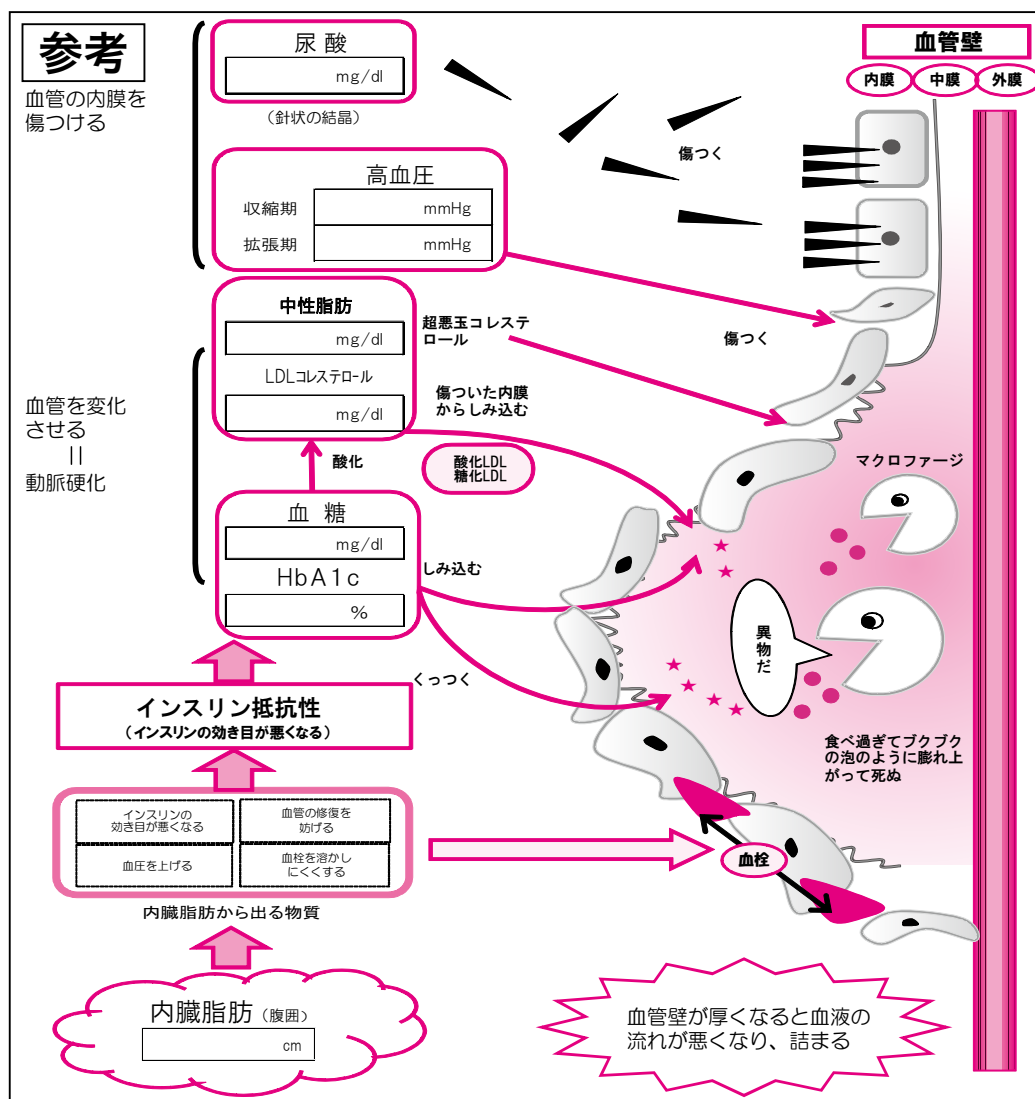 参考
血管の内膜を
傷つける
尿酸
mg/dl
(針状の結晶)
高血圧
収縮期
mmHg
拡張期
mmHg
血管壁
内膜
中膜
外膜
傷つく
血管を変化
させる
||
動脈硬化
中性脂肪
mg/dl
LDLコレステロール
mg/dl
超悪玉コレステ
ロール
傷つく
傷ついた内膜
からしみ込む
酸化LDL
糖化LDL
酸化
血糖
mg/dl
HbA1c
%
しみ込む
くっつく
マクロファージ
異物だ
食べ過ぎてブクブク
の泡のように膨れ上
がって死ぬ
インスリン抵抗性
(インスリンの効き目が悪くなる)
インスリンの
効き目が悪くなる
血管の修復を
妨げる
血圧を上げる
血栓を溶かし
にくくする
内臓脂肪から出る物質
血栓
内臓脂肪(腹囲)
cm
血管壁が厚くなると血液の
流れが悪くなり、詰まる